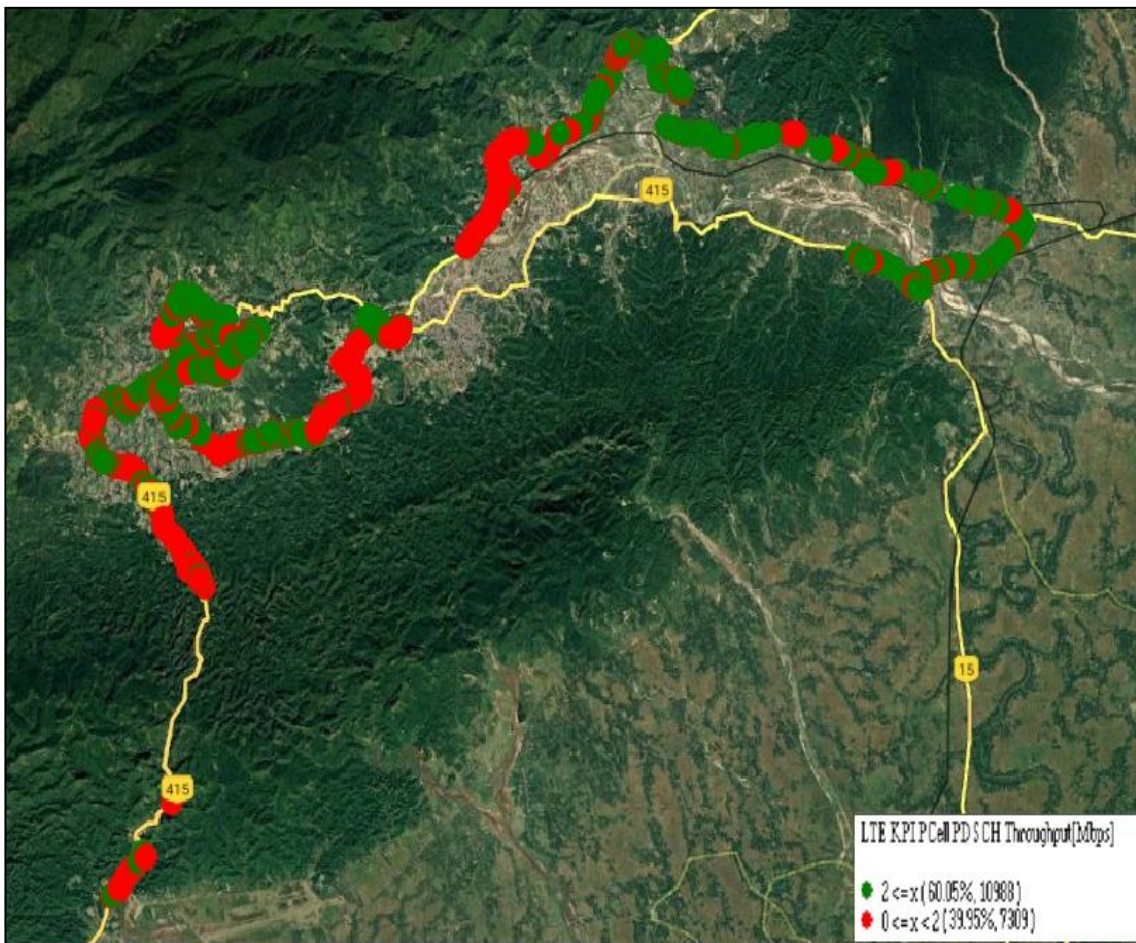 415
415
15
415
LTE KPI PCell PDSCH Throughput[Mbps]
2 <=x (60.05%, 10988)
0 <=x < 2 (39.95%, 7309)